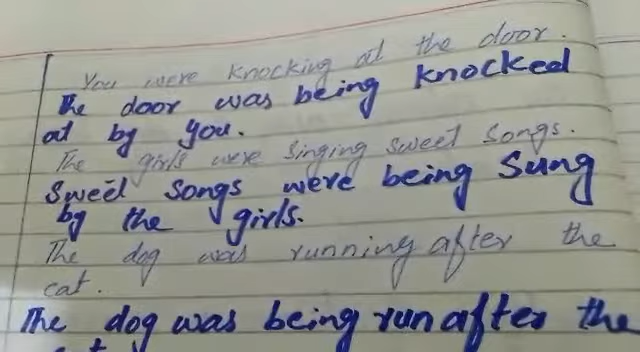 You were knocking at the door.
The door was being knocked
at by you.
The girls were singing sweet songs.
Sweet songs were being sung
by the girls.
The dog was running after the
cat.
The dog was being run after the